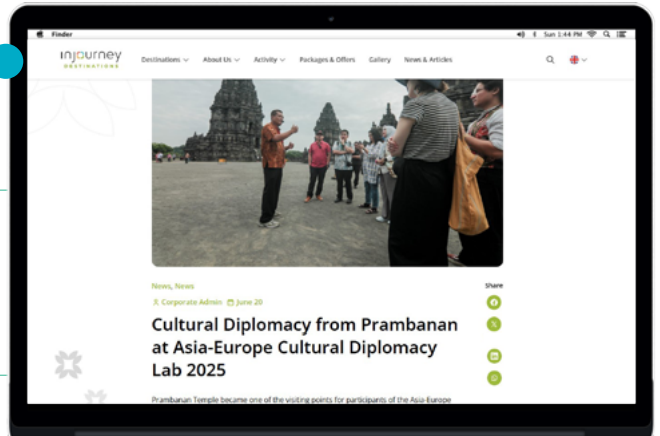 Finder
Sun 1:44 PM
injourney
DESTINATIONS
Destinations
About Us
Activity
Packages & Offers
Gallery
News & Articles
News, News
Share
Corporate Admin June 20
Cultural Diplomacy from Prambanan
at Asia-Europe Cultural Diplomacy
Lab 2025
Prambanan Temple became one of the visiting points for participants of the Asia-Europe